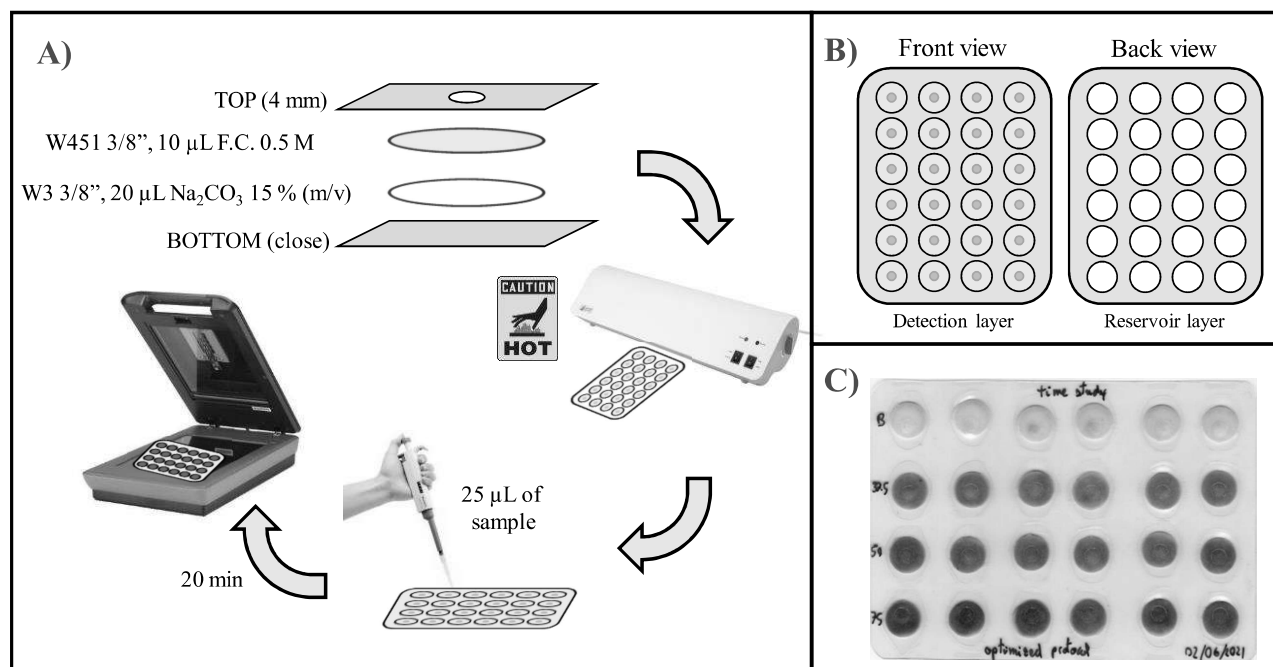 A)
TOP (4 mm)
W451 3/8”, 10 µL F.C. 0.5 M
W3 3/8”, 20 µL Na₂CO₃ 15 % (m/v)
BOTTOM (close)
CAUTION
HOT
25 µL of
sample
20 min
B)
Front view
Back view
Detection layer
Reservoir layer
C)
time study
B
37.5
50
75
optimized protocol
02/06/2021